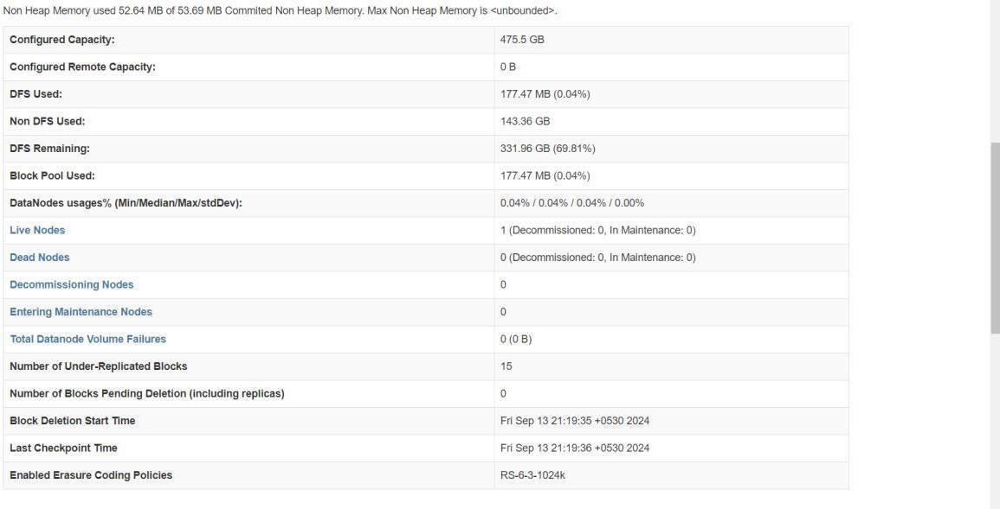 Non Heap Memory used 52.64 MB of 53.69 MB Commited Non Heap Memory. Max Non Heap Memory is <unbounded>.
Configured Capacity: 475.5 GB
Configured Remote Capacity: 0 B
DFS Used: 177.47 MB (0.04%)
Non DFS Used: 143.36 GB
DFS Remaining: 331.96 GB (69.81%)
Block Pool Used: 177.47 MB (0.04%)
DataNodes usages% (Min/Median/Max/stdDev): 0.04% / 0.04% / 0.04% / 0.00%
Live Nodes 1 (Decommissioned: 0, In Maintenance: 0)
Dead Nodes 0 (Decommissioned: 0, In Maintenance: 0)
Decommissioning Nodes 0
Entering Maintenance Nodes 0
Total Datanode Volume Failures 0 (0 B)
Number of Under-Replicated Blocks 15
Number of Blocks Pending Deletion (including replicas) 0
Block Deletion Start Time Fri Sep 13 21:19:35 +0530 2024
Last Checkpoint Time Fri Sep 13 21:19:36 +0530 2024
Enabled Erasure Coding Policies RS-6-3-1024k